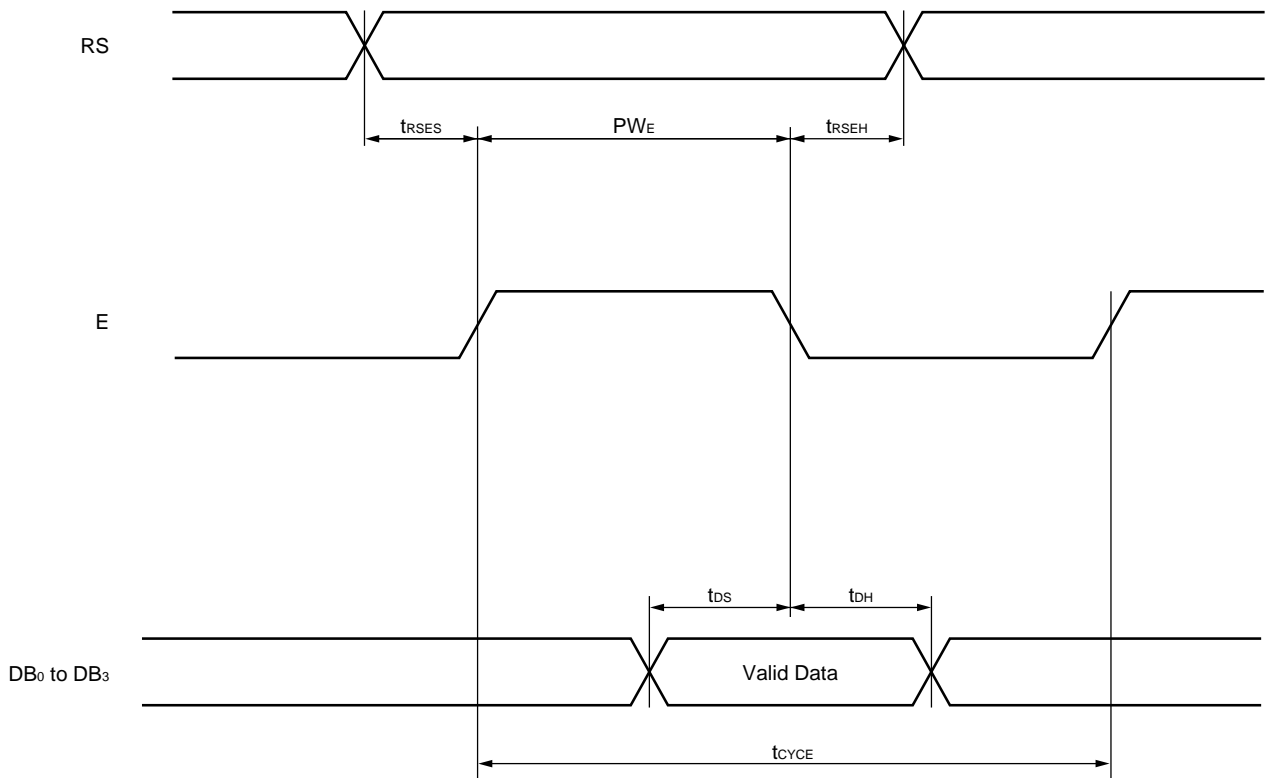 RS
tRSES
PWE
tRSEH
E
tDS
tDH
DB0 to DB3
Valid Data
tCYCE